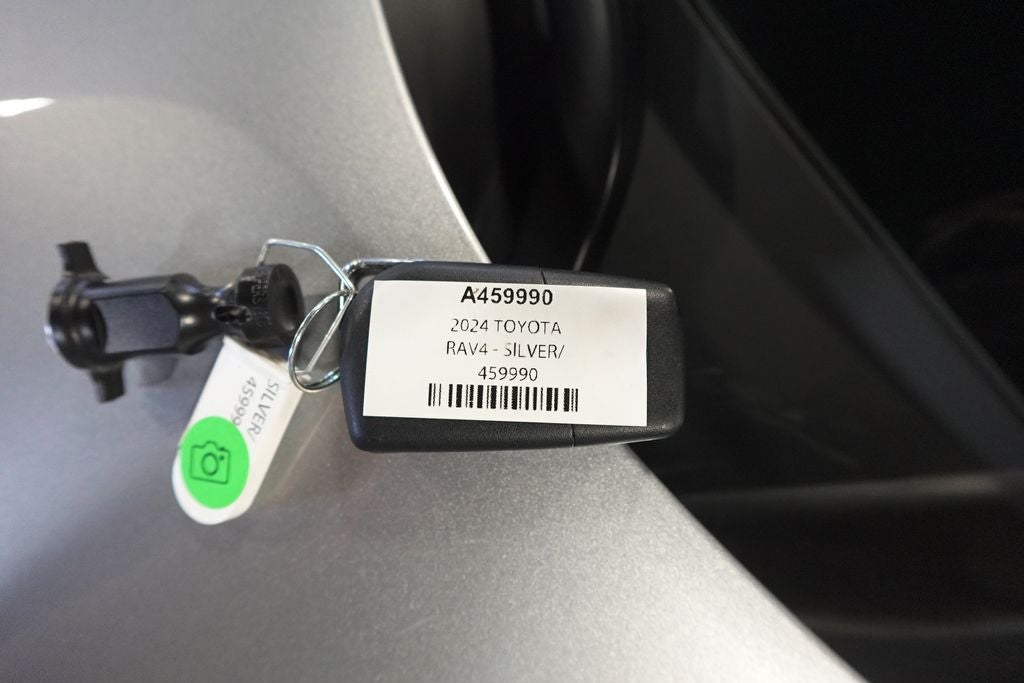 A459990
2024 TOYOTA
RAV4 - SILVER/
459990
SILVER/
45999